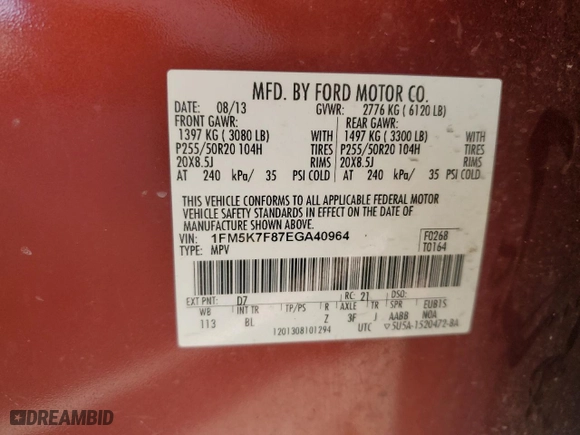 MFD. BY FORD MOTOR CO.
DATE: 08/13 GVWR: 2776 KG ( 6120 LB)
FRONT GAWR: REAR GAWR:
1397 KG ( 3080 LB) WITH 1497 KG ( 3300 LB) WITH
P255/50R20 104H TIRES P255/50R20 104H TIRES
20X8.5J RIMS 20X8.5J RIMS
AT 240 kPa/ 35 PSI COLD AT 240 kPa/ 35 PSI COLD
THIS VEHICLE CONFORMS TO ALL APPLICABLE FEDERAL MOTOR
VEHICLE SAFETY STANDARDS IN EFFECT ON THE DATE OF
MANUFACTURE SHOWN ABOVE.
VIN: 1FM5K7F87EGA40964 F0268
TYPE: MPV T0164
EXT PNT: D7 RC: 21 DSO:
WB INT TR TP/PS R AXLE TR SPR EUB15
113 BL Z 3F J AABB N0A
1201308101294 UTC 5U5A-1520472-BA
DREAMBID